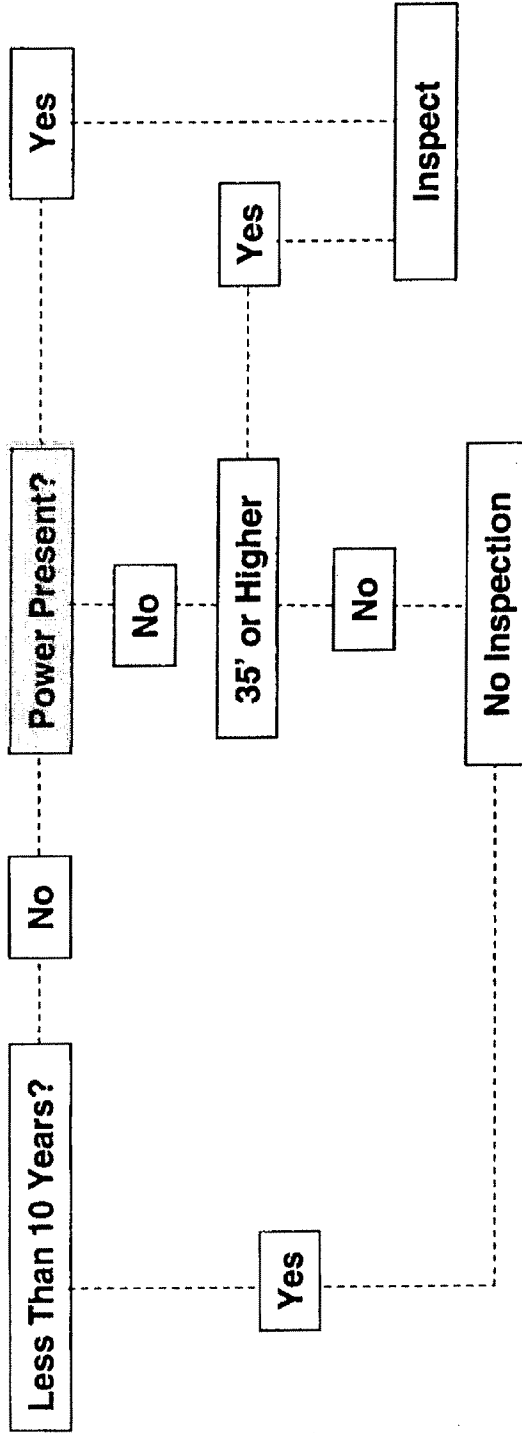 Less Than 10 Years?
No
Power Present?
Yes
Yes
No
35' or Higher
Yes
No
No Inspection
Inspect